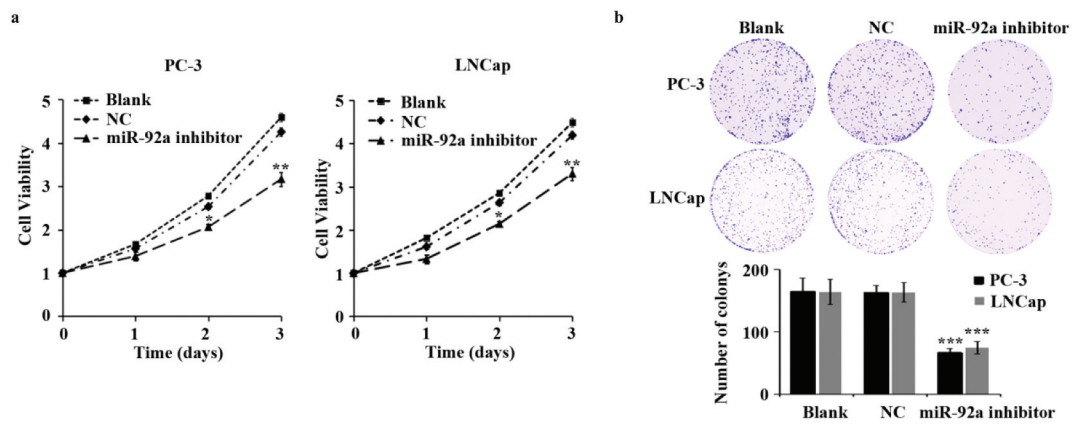 a
PC-3
5
4
3
2
1
0
Cell Viability
Blank
NC
miR-92a inhibitor
*
**
0 1 2 3
Time (days)
LNCap
5
4
3
2
1
0
Cell Viability
Blank
NC
miR-92a inhibitor
*
**
0 1 2 3
Time (days)
b
Blank NC miR-92a inhibitor
PC-3
LNCap
200
100
0
Number of colonys
PC-3
LNCap
*** ***
Blank NC miR-92a inhibitor